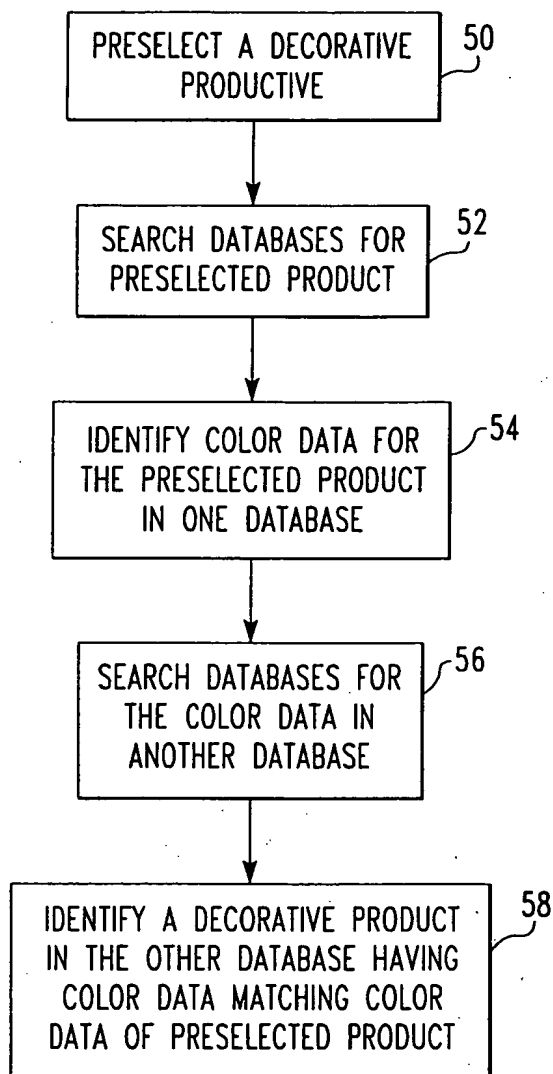 PRESELECT A DECORATIVE
PRODUCTIVE
50
SEARCH DATABASES FOR
PRESELECTED PRODUCT
52
IDENTIFY COLOR DATA FOR
THE PRESELECTED PRODUCT
IN ONE DATABASE
54
SEARCH DATABASES FOR
THE COLOR DATA IN
ANOTHER DATABASE
56
IDENTIFY A DECORATIVE PRODUCT
IN THE OTHER DATABASE HAVING
COLOR DATA MATCHING COLOR
DATA OF PRESELECTED PRODUCT
58